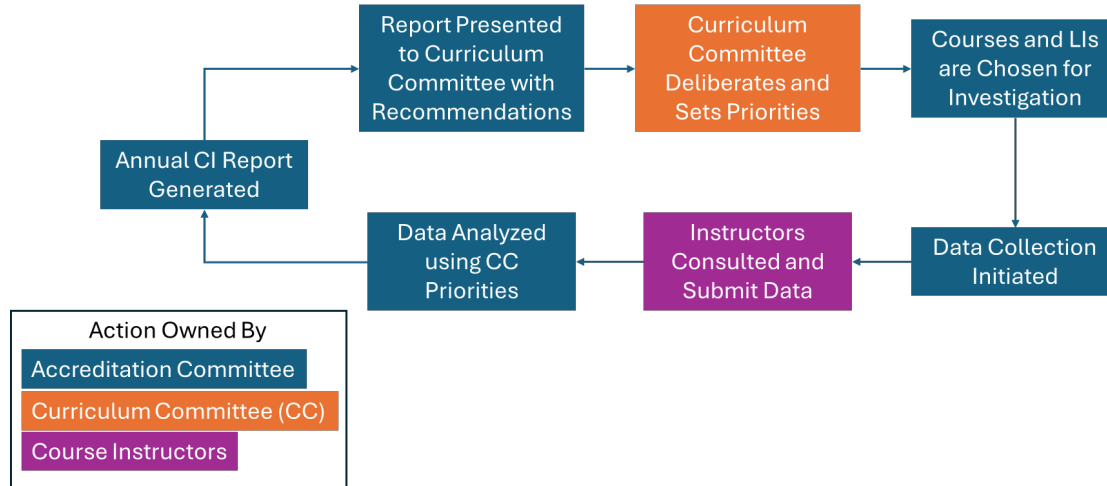 Report Presented
to Curriculum
Committee with
Recommendations
Curriculum
Committee
Deliberates and
Sets Priorities
Courses and LIs
are Chosen for
Investigation
Annual CI Report
Generated
Data Analyzed
using CC
Priorities
Instructors
Consulted and
Submit Data
Data Collection
Initiated
Action Owned By
Accreditation Committee
Curriculum Committee (CC)
Course Instructors